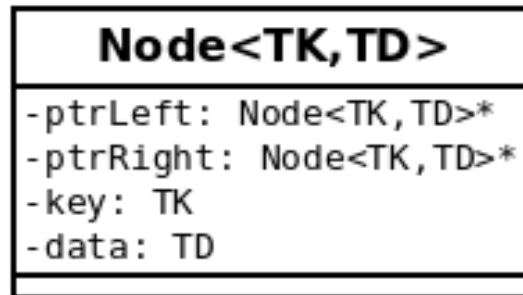 Node<TK,TD>
-ptrLeft: Node<TK,TD>*
-ptrRight: Node<TK,TD>*
-key: TK
-data: TD